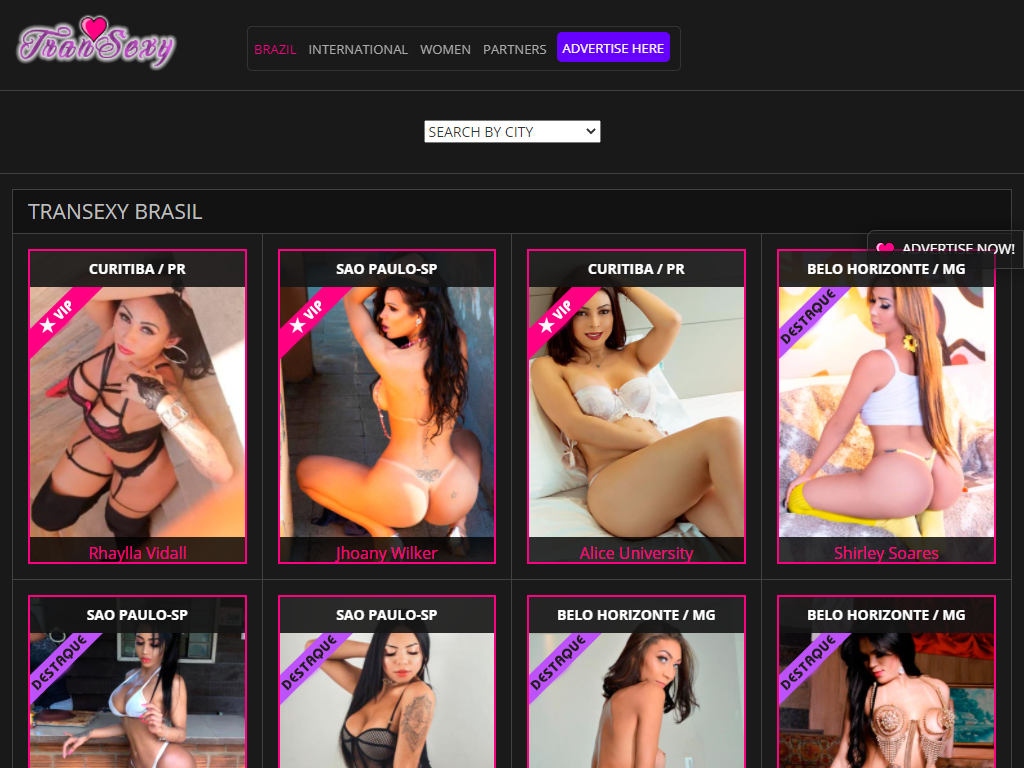 TranSexy
BRAZIL INTERNATIONAL WOMEN PARTNERS ADVERTISE HERE
SEARCH BY CITY
TRANSEXY BRASIL
ADVERTISE NOW!
CURITIBA / PR
★ VIP
Rhaylla Vidall
SAO PAULO-SP
★ VIP
Jhoany Wilker
CURITIBA / PR
★ VIP
Alice University
BELO HORIZONTE / MG
DESTAQUE
Shirley Soares
SAO PAULO-SP
DESTAQUE
SAO PAULO-SP
DESTAQUE
BELO HORIZONTE / MG
DESTAQUE
BELO HORIZONTE / MG
DESTAQUE